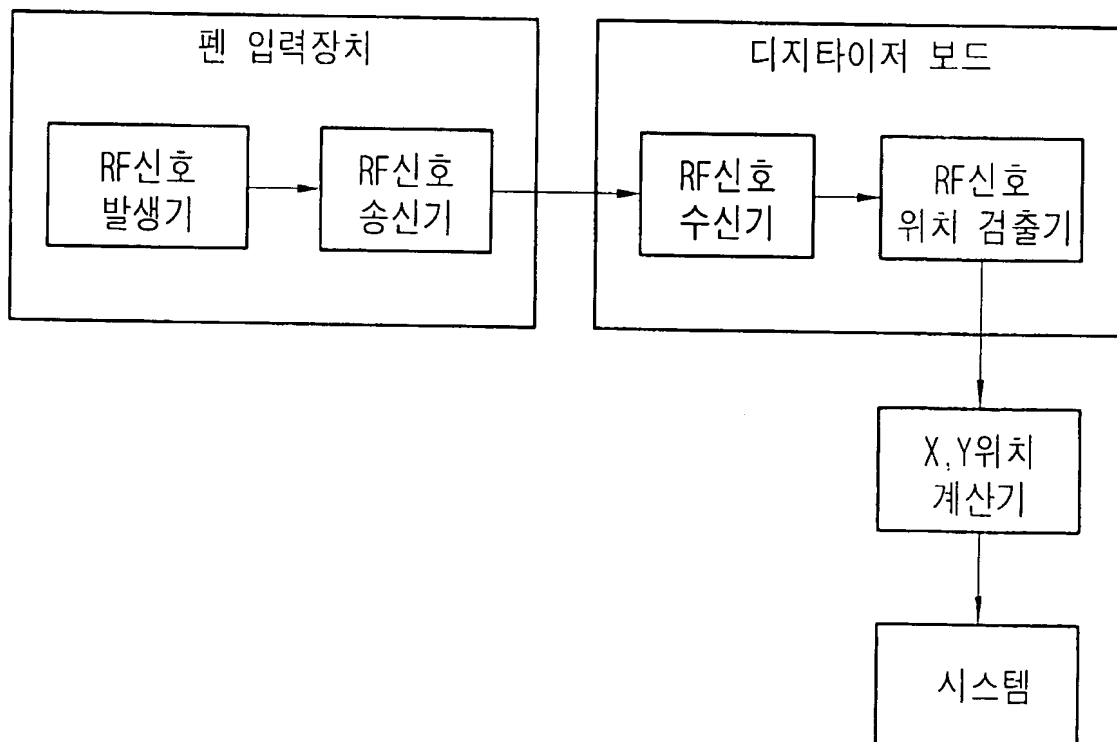 펜 입력장치
RF신호
발생기
RF신호
송신기
디지타이저 보드
RF신호
수신기
RF신호
위치 검출기
X,Y위치
계산기
시스템